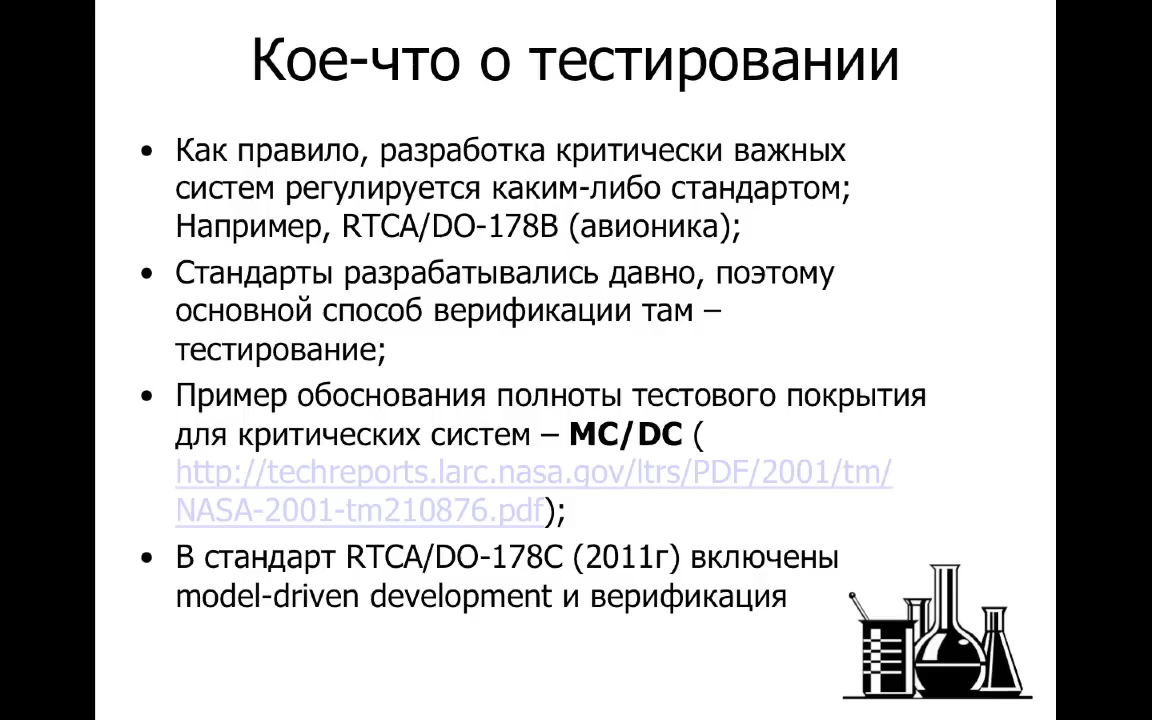 Кое-что о тестировании
• Как правило, разработка критически важных
систем регулируется каким-либо стандартом;
Например, RTCA/DO-178B (авионика);
• Стандарты разрабатывались давно, поэтому
основной способ верификации там –
тестирование;
• Пример обоснования полноты тестового покрытия
для критических систем – MC/DC (
http://techreports.larc.nasa.gov/ltrs/PDF/2001/tm/
NASA-2001-tm210876.pdf);
• В стандарт RTCA/DO-178C (2011г) включены
model-driven development и верификация